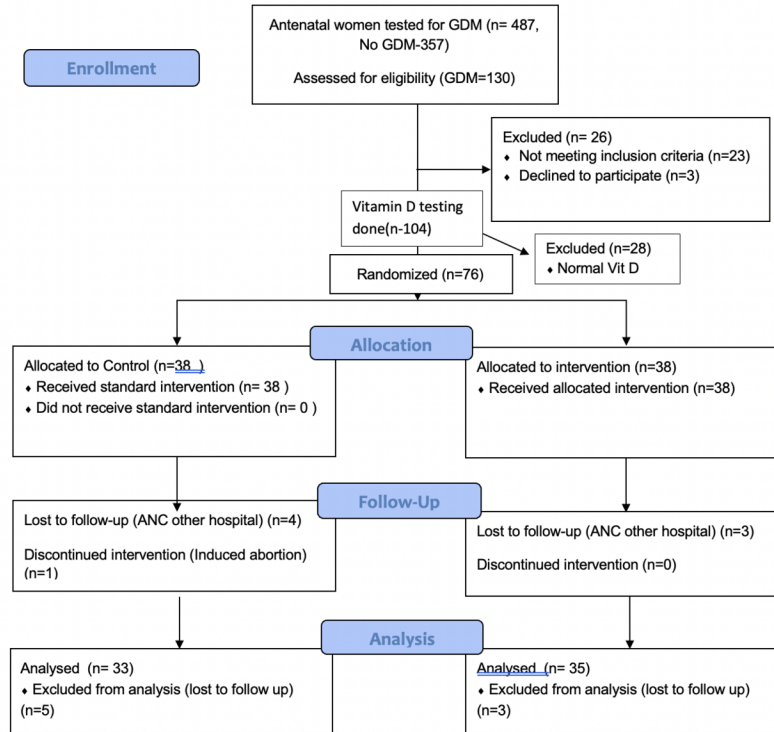 Antenatal women tested for GDM (n= 487,
No GDM-357)
Assessed for eligibility (GDM=130)
Enrollment
Excluded (n= 26)
♦ Not meeting inclusion criteria (n=23)
♦ Declined to participate (n=3)
Vitamin D testing
done(n-104)
Excluded (n=28)
♦ Normal Vit D
Randomized (n=76)
Allocation
Allocated to Control (n=38 )
♦ Received standard intervention (n= 38 )
♦ Did not receive standard intervention (n= 0 )
Allocated to intervention (n=38)
♦ Received allocated intervention (n=38)
Follow-Up
Lost to follow-up (ANC other hospital) (n=4)
Discontinued intervention (Induced abortion)
(n=1)
Lost to follow-up (ANC other hospital) (n=3)
Discontinued intervention (n=0)
Analysis
Analysed (n= 33)
♦ Excluded from analysis (lost to follow up)
(n=5)
Analysed (n= 35)
♦ Excluded from analysis (lost to follow up)
(n=3)